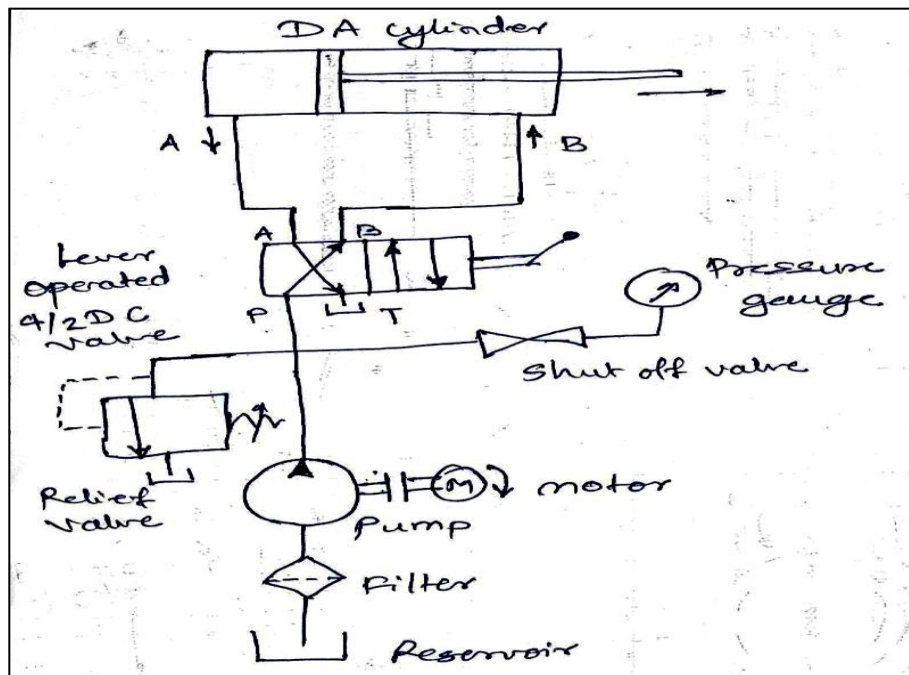 DA cylinder
A
B
A
B
Lever
operated
4/2 DC
valve
P
T
Pressure
gauge
Shut off valve
Relief
valve
M
motor
Pump
Filter
Reservoir